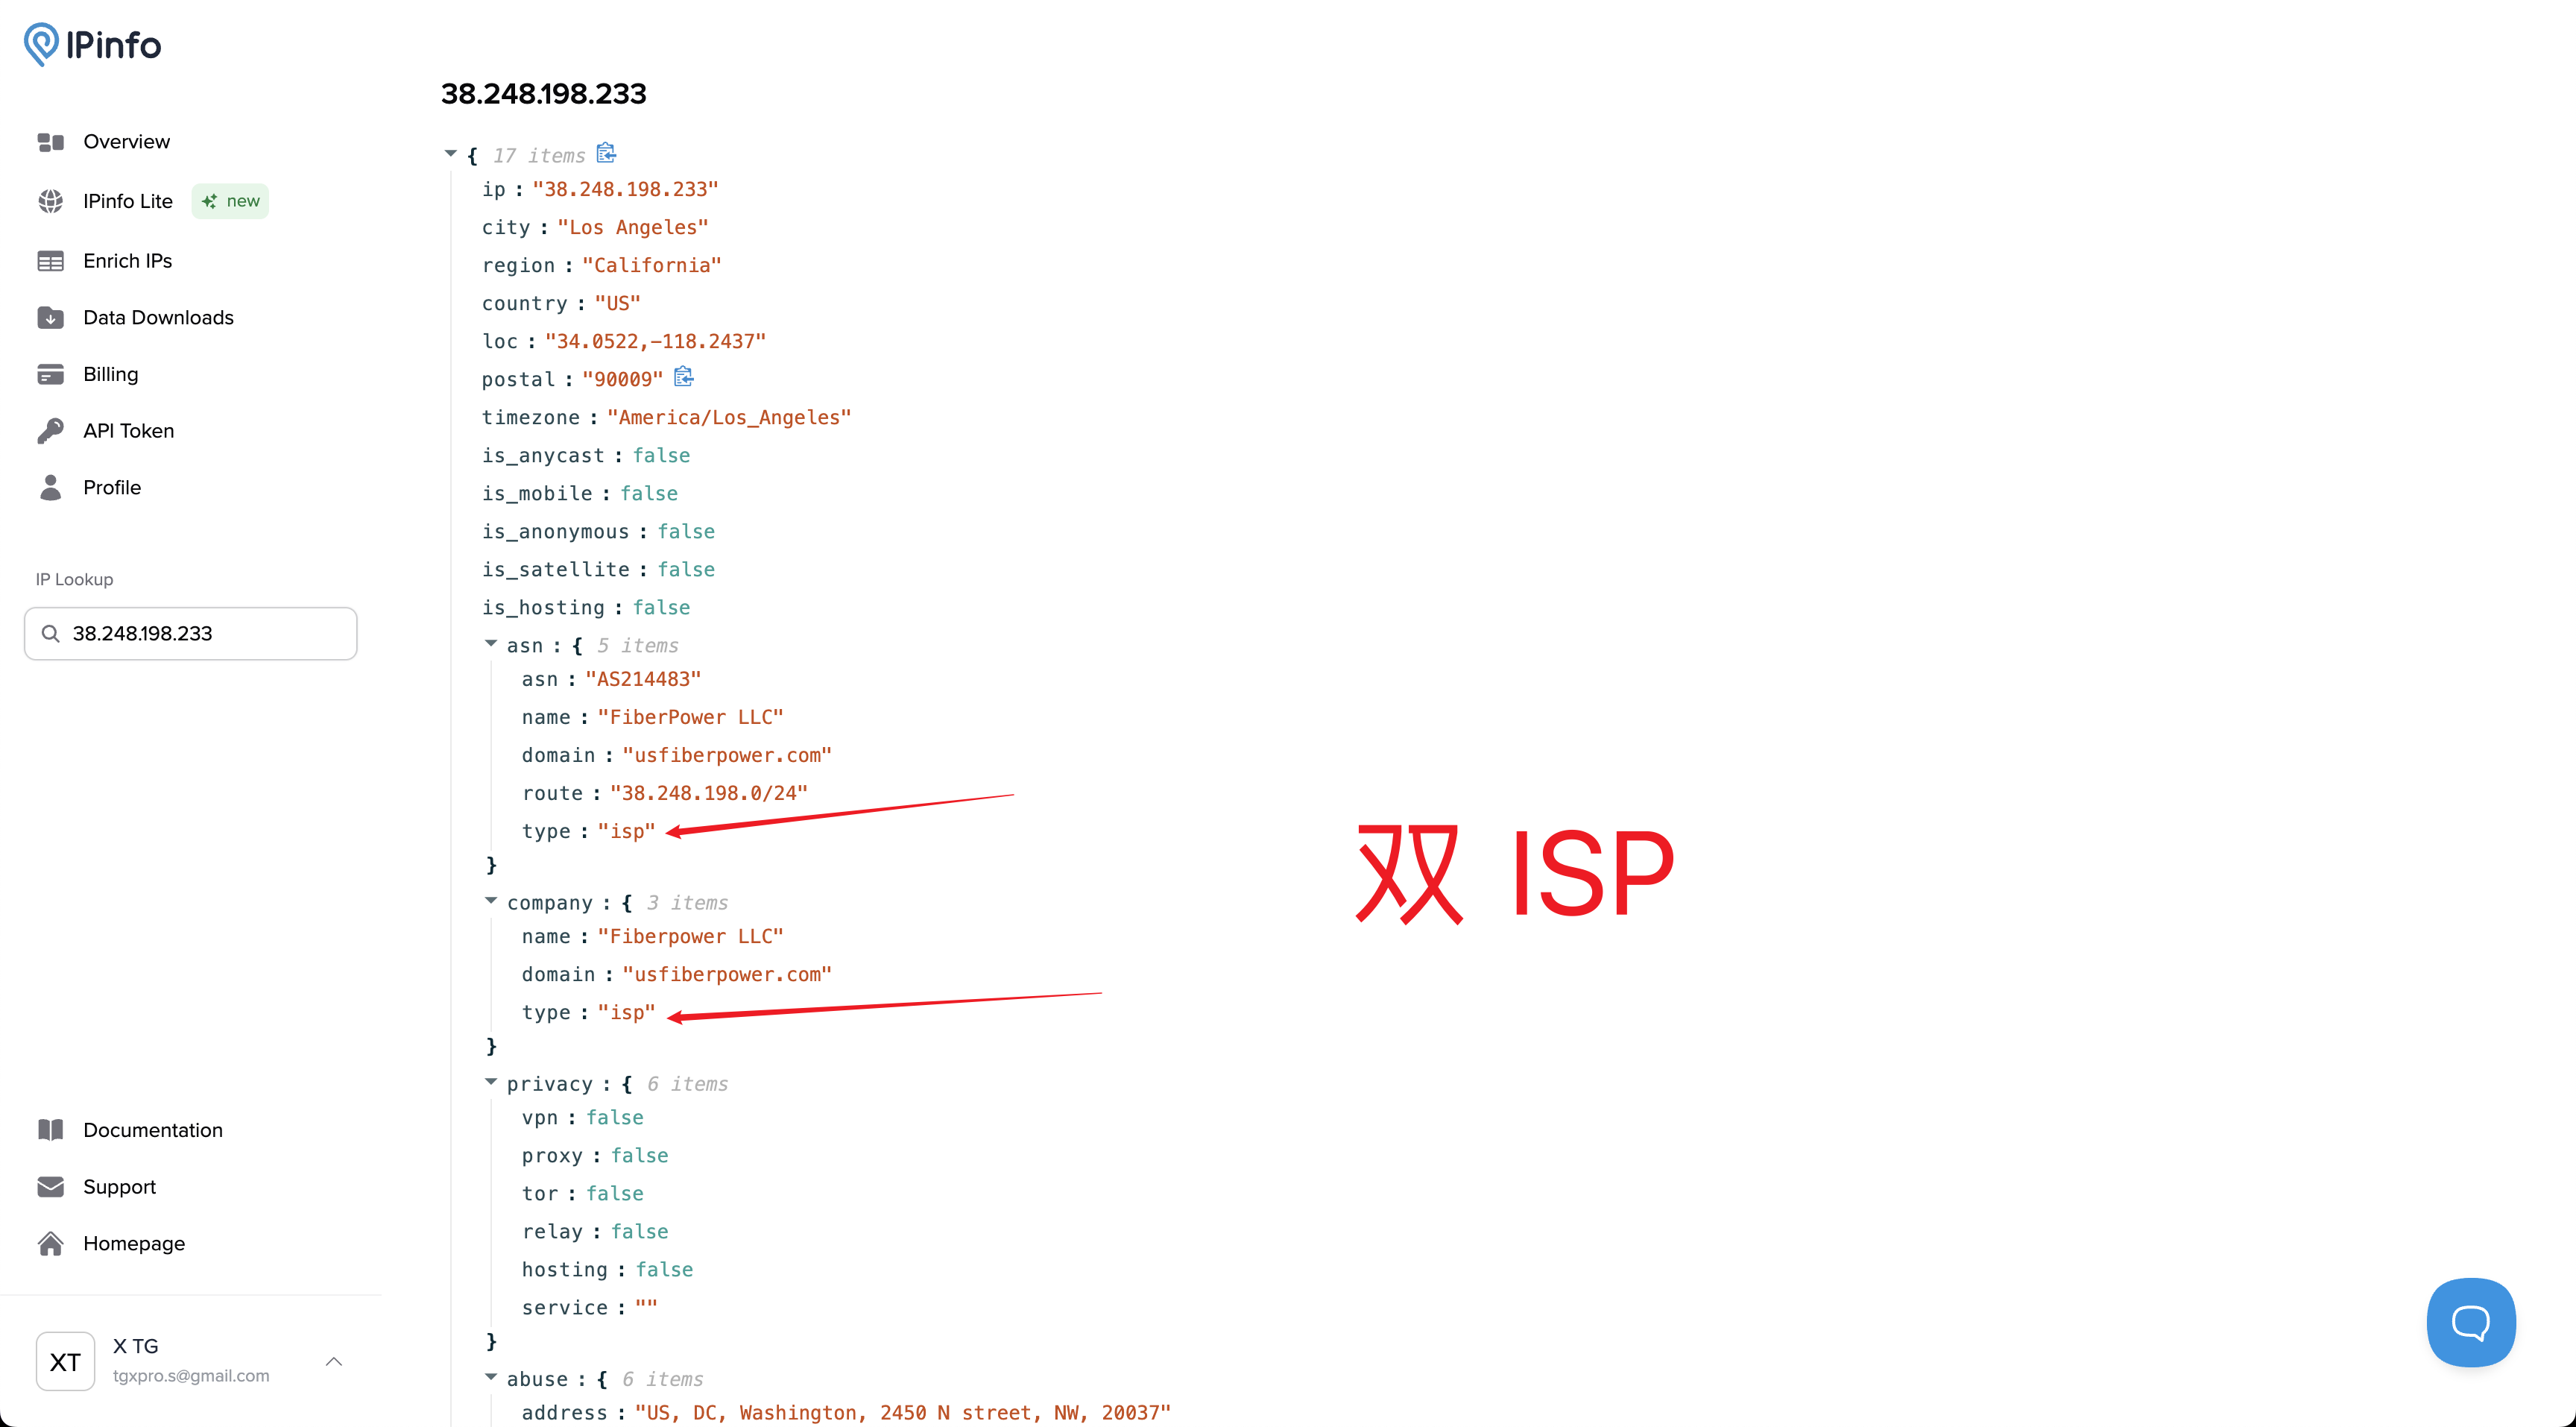 IPinfo
Overview
IPinfo Lite new
Enrich IPs
Data Downloads
Billing
API Token
Profile
IP Lookup
38.248.198.233
Documentation
Support
Homepage
XT
X TG
tgxpro.s@gmail.com
38.248.198.233
{ 17 items
ip : "38.248.198.233"
city : "Los Angeles"
region : "California"
country : "US"
loc : "34.0522,-118.2437"
postal : "90009"
timezone : "America/Los_Angeles"
is_anycast : false
is_mobile : false
is_anonymous : false
is_satellite : false
is_hosting : false
asn : { 5 items
asn : "AS214483"
name : "FiberPower LLC"
domain : "usfiberpower.com"
route : "38.248.198.0/24"
type : "isp"
}
company : { 3 items
name : "Fiberpower LLC"
domain : "usfiberpower.com"
type : "isp"
}
privacy : { 6 items
vpn : false
proxy : false
tor : false
relay : false
hosting : false
service : ""
}
abuse : { 6 items
address : "US, DC, Washington, 2450 N street, NW, 20037"
双 ISP